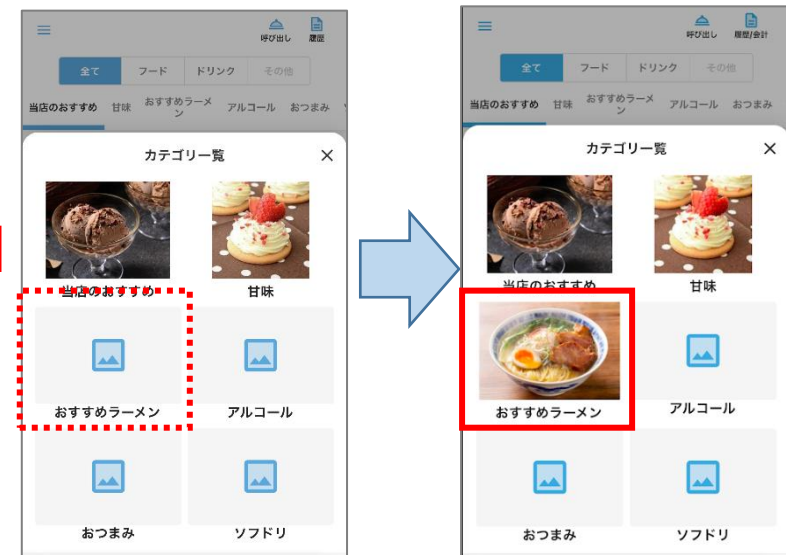 呼び出し 履歴
全て フード ドリンク その他
当店のおすすめ 甘味 おすすめラーメン アルコール おつまみ
カテゴリ一覧 ×
当店のおすすめ 甘味
おすすめラーメン アルコール
おつまみ ソフドリ
呼び出し 履歴/会計
全て フード ドリンク その他
当店のおすすめ 甘味 おすすめラーメン アルコール おつまみ
カテゴリ一覧 ×
当店のおすすめ 甘味
おすすめラーメン アルコール
おつまみ ソフドリ